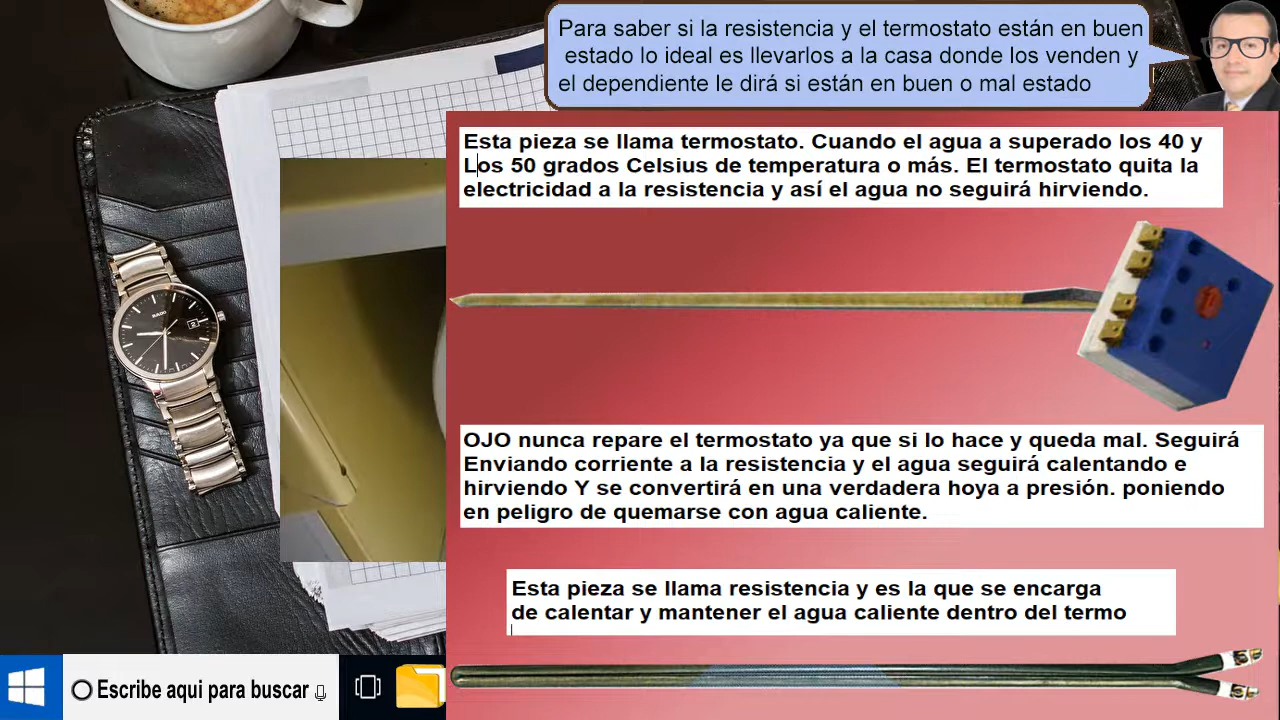 Para saber si la resistencia y el termostato están en buen
estado lo ideal es llevarlos a la casa donde los venden y
el dependiente le dirá si están en buen o mal estado
Esta pieza se llama termostato. Cuando el agua a superado los 40 y
Los 50 grados Celsius de temperatura o más. El termostato quita la
electricidad a la resistencia y así el agua no seguirá hirviendo.
OJO nunca repare el termostato ya que si lo hace y queda mal. Seguirá
Enviando corriente a la resistencia y el agua seguirá calentando e
hirviendo Y se convertirá en una verdadera hoya a presión. poniendo
en peligro de quemarse con agua caliente.
Esta pieza se llama resistencia y es la que se encarga
de calentar y mantener el agua caliente dentro del termo
RADO
2
Escribe aqui para buscar